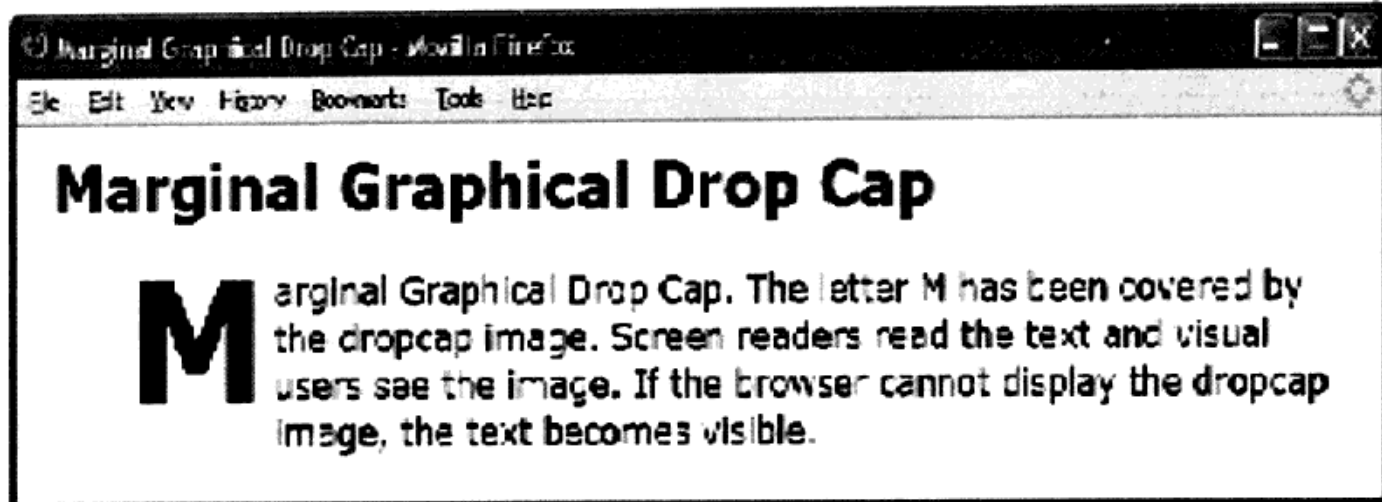 Marginal Graphical Drop Cap - Mozilla Firefox
File Edit View History Bookmarks Tools Help
Marginal Graphical Drop Cap
Marginal Graphical Drop Cap. The letter M has been covered by
the dropcap image. Screen readers read the text and visual
users see the image. If the browser cannot display the dropcap
image, the text becomes visible.